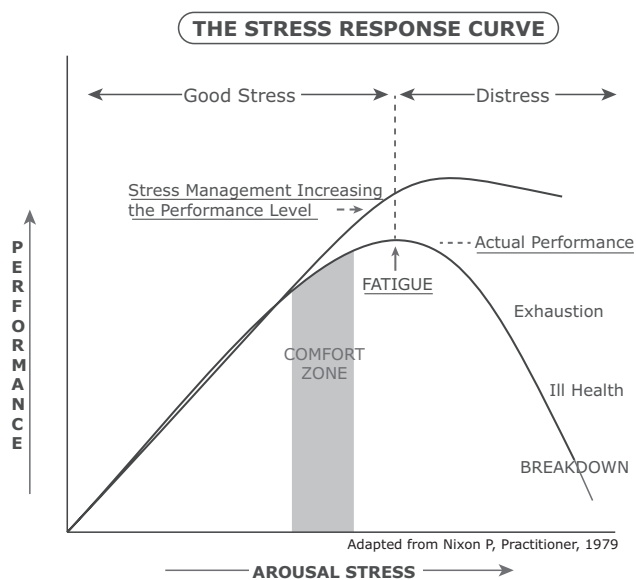 THE STRESS RESPONSE CURVE
Good Stress
Distress
Stress Management Increasing
the Performance Level
Actual Performance
FATIGUE
PERFORMANCE
Exhaustion
COMFORT
ZONE
Ill Health
BREAKDOWN
Adapted from Nixon P, Practitioner, 1979
AROUSAL STRESS